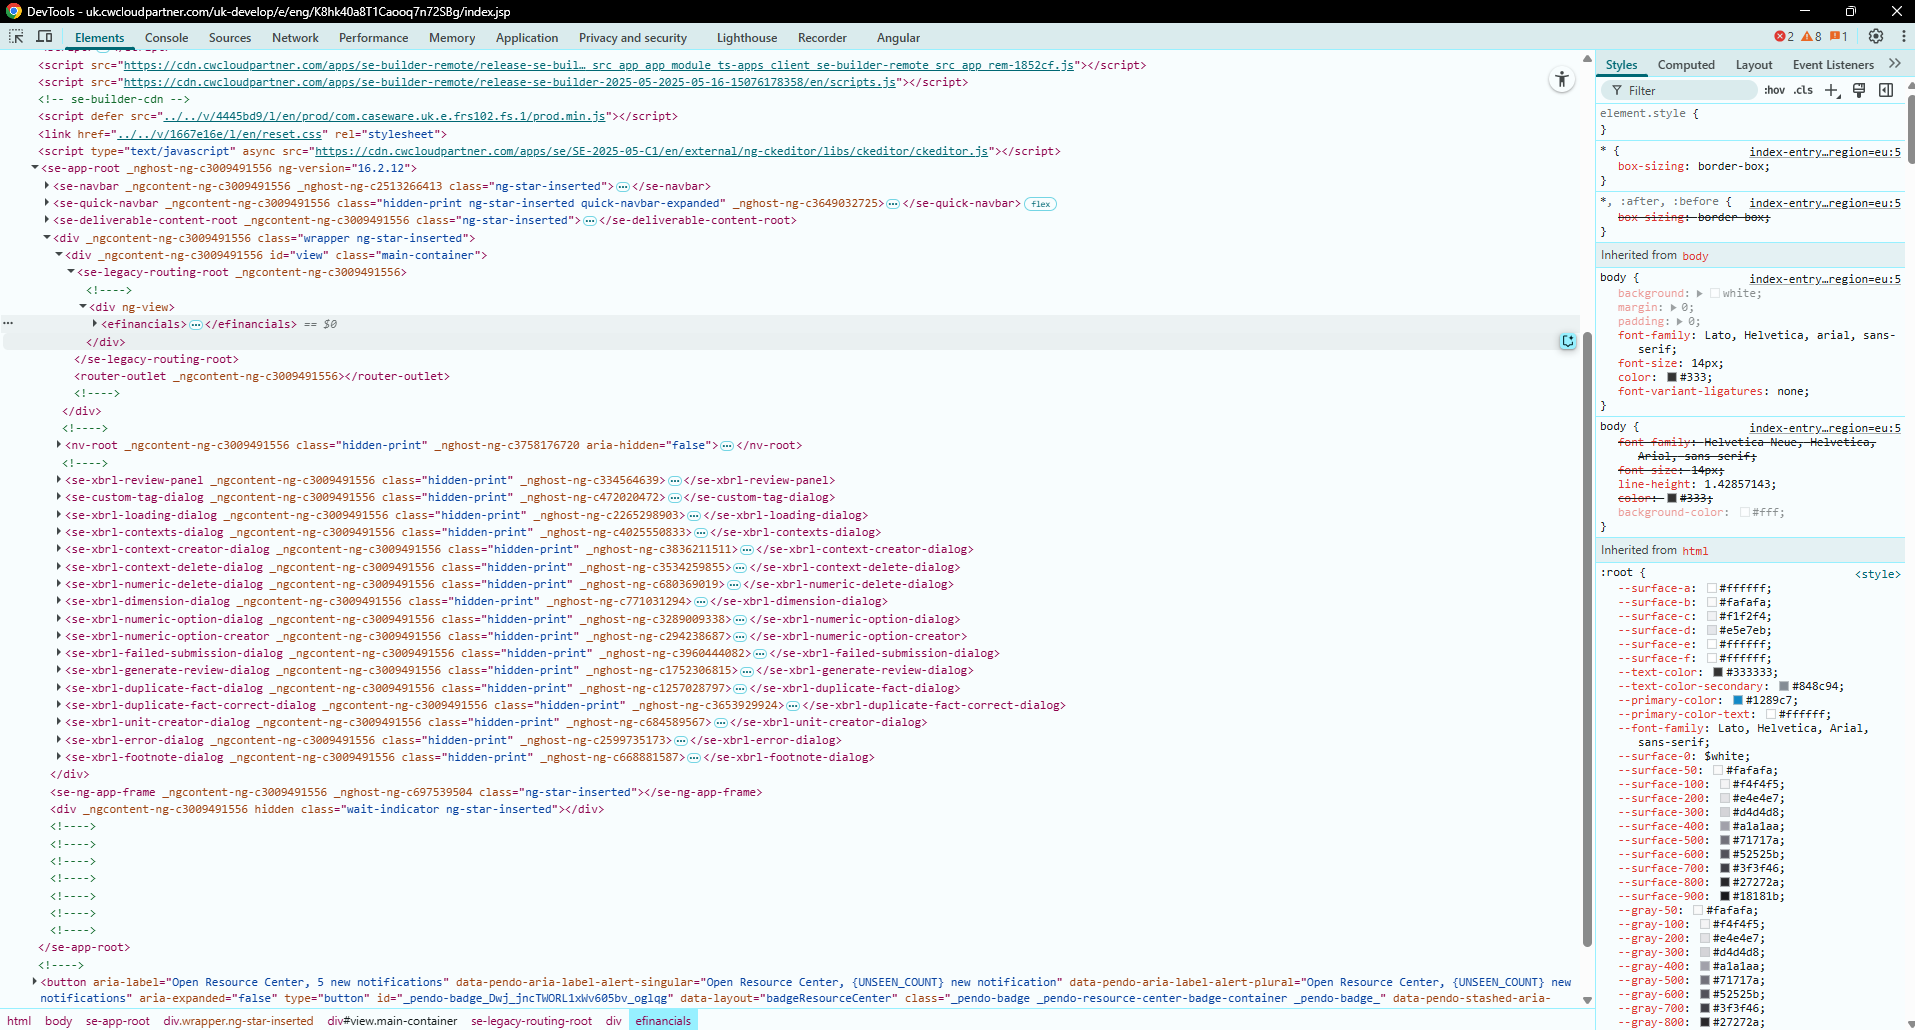 DevTools - uk.cwcloudpartner.com/uk-develop/e/eng/K8hk40a8T1Caooq7n72SBg/index.jsp
Elements Console Sources Network Performance Memory Application Privacy and security Lighthouse Recorder Angular 2 8 1
<script src="https://cdn.cwcloudpartner.com/apps/se-builder-remote/release-se-buil… src app app module ts-apps client se-builder-remote src app rem-1852cf.js"></script>
<script src="https://cdn.cwcloudpartner.com/apps/se-builder-remote/release-se-builder-2025-05-2025-05-16-15076178358/en/scripts.js"></script>
<!-- se-builder-cdn -->
<script defer src="../../v/4445bd9/l/en/prod/com.caseware.uk.e.frs102.fs.1/prod.min.js"></script>
<link href="../../v/1667e16e/l/en/reset.css" rel="stylesheet">
<script type="text/javascript" async src="https://cdn.cwcloudpartner.com/apps/se/SE-2025-05-C1/en/external/ng-ckeditor/libs/ckeditor/ckeditor.js"></script>
<se-app-root _nghost-ng-c3009491556 ng-version="16.2.12">
<se-navbar _ngcontent-ng-c3009491556 _nghost-ng-c2513266413 class="ng-star-inserted">…</se-navbar>
<se-quick-navbar _ngcontent-ng-c3009491556 class="hidden-print ng-star-inserted quick-navbar-expanded" _nghost-ng-c3649032725>…</se-quick-navbar> flex
<se-deliverable-content-root _ngcontent-ng-c3009491556 class="ng-star-inserted">…</se-deliverable-content-root>
<div _ngcontent-ng-c3009491556 class="wrapper ng-star-inserted">
<div _ngcontent-ng-c3009491556 id="view" class="main-container">
<se-legacy-routing-root _ngcontent-ng-c3009491556>
<!---->
<div ng-view>
… <efinancials>…</efinancials> == $0
</div>
</se-legacy-routing-root>
<router-outlet _ngcontent-ng-c3009491556></router-outlet>
<!---->
</div>
<!---->
<nv-root _ngcontent-ng-c3009491556 class="hidden-print" _nghost-ng-c3758176720 aria-hidden="false">…</nv-root>
<!---->
<se-xbrl-review-panel _ngcontent-ng-c3009491556 class="hidden-print" _nghost-ng-c334564639>…</se-xbrl-review-panel>
<se-custom-tag-dialog _ngcontent-ng-c3009491556 class="hidden-print" _nghost-ng-c472020472>…</se-custom-tag-dialog>
<se-xbrl-loading-dialog _ngcontent-ng-c3009491556 class="hidden-print" _nghost-ng-c2265298903>…</se-xbrl-loading-dialog>
<se-xbrl-contexts-dialog _ngcontent-ng-c3009491556 class="hidden-print" _nghost-ng-c4025550833>…</se-xbrl-contexts-dialog>
<se-xbrl-context-creator-dialog _ngcontent-ng-c3009491556 class="hidden-print" _nghost-ng-c3836211511>…</se-xbrl-context-creator-dialog>
<se-xbrl-context-delete-dialog _ngcontent-ng-c3009491556 class="hidden-print" _nghost-ng-c3534259855>…</se-xbrl-context-delete-dialog>
<se-xbrl-numeric-delete-dialog _ngcontent-ng-c3009491556 class="hidden-print" _nghost-ng-c680369019>…</se-xbrl-numeric-delete-dialog>
<se-xbrl-dimension-dialog _ngcontent-ng-c3009491556 class="hidden-print" _nghost-ng-c771031294>…</se-xbrl-dimension-dialog>
<se-xbrl-numeric-option-dialog _ngcontent-ng-c3009491556 class="hidden-print" _nghost-ng-c3289009338>…</se-xbrl-numeric-option-dialog>
<se-xbrl-numeric-option-creator _ngcontent-ng-c3009491556 class="hidden-print" _nghost-ng-c294238687>…</se-xbrl-numeric-option-creator>
<se-xbrl-failed-submission-dialog _ngcontent-ng-c3009491556 class="hidden-print" _nghost-ng-c3960444082>…</se-xbrl-failed-submission-dialog>
<se-xbrl-generate-review-dialog _ngcontent-ng-c3009491556 class="hidden-print" _nghost-ng-c1752306815>…</se-xbrl-generate-review-dialog>
<se-xbrl-duplicate-fact-dialog _ngcontent-ng-c3009491556 class="hidden-print" _nghost-ng-c1257028797>…</se-xbrl-duplicate-fact-dialog>
<se-xbrl-duplicate-fact-correct-dialog _ngcontent-ng-c3009491556 class="hidden-print" _nghost-ng-c3653929924>…</se-xbrl-duplicate-fact-correct-dialog>
<se-xbrl-unit-creator-dialog _ngcontent-ng-c3009491556 class="hidden-print" _nghost-ng-c684589567>…</se-xbrl-unit-creator-dialog>
<se-xbrl-error-dialog _ngcontent-ng-c3009491556 class="hidden-print" _nghost-ng-c2599735173>…</se-xbrl-error-dialog>
<se-xbrl-footnote-dialog _ngcontent-ng-c3009491556 class="hidden-print" _nghost-ng-c668881587>…</se-xbrl-footnote-dialog>
</div>
<se-ng-app-frame _ngcontent-ng-c3009491556 _nghost-ng-c697539504 class="ng-star-inserted"></se-ng-app-frame>
<div _ngcontent-ng-c3009491556 hidden class="wait-indicator ng-star-inserted"></div>
<!---->
<!---->
<!---->
<!---->
<!---->
<!---->
<!---->
</se-app-root>
<!---->
<button aria-label="Open Resource Center, 5 new notifications" data-pendo-aria-label-alert-singular="Open Resource Center, {UNSEEN_COUNT} new notification" data-pendo-aria-label-alert-plural="Open Resource Center, {UNSEEN_COUNT} new
notifications" aria-expanded="false" type="button" id="_pendo-badge_Dwj_jncTWORL1xWv605bv_oglqg" data-layout="badgeResourceCenter" class="_pendo-badge _pendo-resource-center-badge-container _pendo-badge_" data-pendo-stashed-aria-
html body se-app-root div.wrapper.ng-star-inserted div#view.main-container se-legacy-routing-root div efinancials
Styles Computed Layout Event Listeners
Filter :hov .cls
element.style {
}
* { index-entry…region=eu:5
box-sizing: border-box;
}
*, :after, :before { index-entry…region=eu:5
box-sizing: border-box;
}
Inherited from body
body { index-entry…region=eu:5
background: white;
margin: 0;
padding: 0;
font-family: Lato, Helvetica, arial, sans-
serif;
font-size: 14px;
color: #333;
font-variant-ligatures: none;
}
body { index-entry…region=eu:5
font-family: Helvetica Neue, Helvetica,
Arial, sans-serif;
font-size: 14px;
line-height: 1.42857143;
color: #333;
background-color: #fff;
}
Inherited from html
:root { <style>
--surface-a: #ffffff;
--surface-b: #fafafa;
--surface-c: #f1f2f4;
--surface-d: #e5e7eb;
--surface-e: #ffffff;
--surface-f: #ffffff;
--text-color: #333333;
--text-color-secondary: #848c94;
--primary-color: #1289c7;
--primary-color-text: #ffffff;
--font-family: Lato, Helvetica, Arial,
sans-serif;
--surface-0: $white;
--surface-50: #fafafa;
--surface-100: #f4f4f5;
--surface-200: #e4e4e7;
--surface-300: #d4d4d8;
--surface-400: #a1a1aa;
--surface-500: #71717a;
--surface-600: #52525b;
--surface-700: #3f3f46;
--surface-800: #27272a;
--surface-900: #18181b;
--gray-50: #fafafa;
--gray-100: #f4f4f5;
--gray-200: #e4e4e7;
--gray-300: #d4d4d8;
--gray-400: #a1a1aa;
--gray-500: #71717a;
--gray-600: #52525b;
--gray-700: #3f3f46;
--gray-800: #27272a;